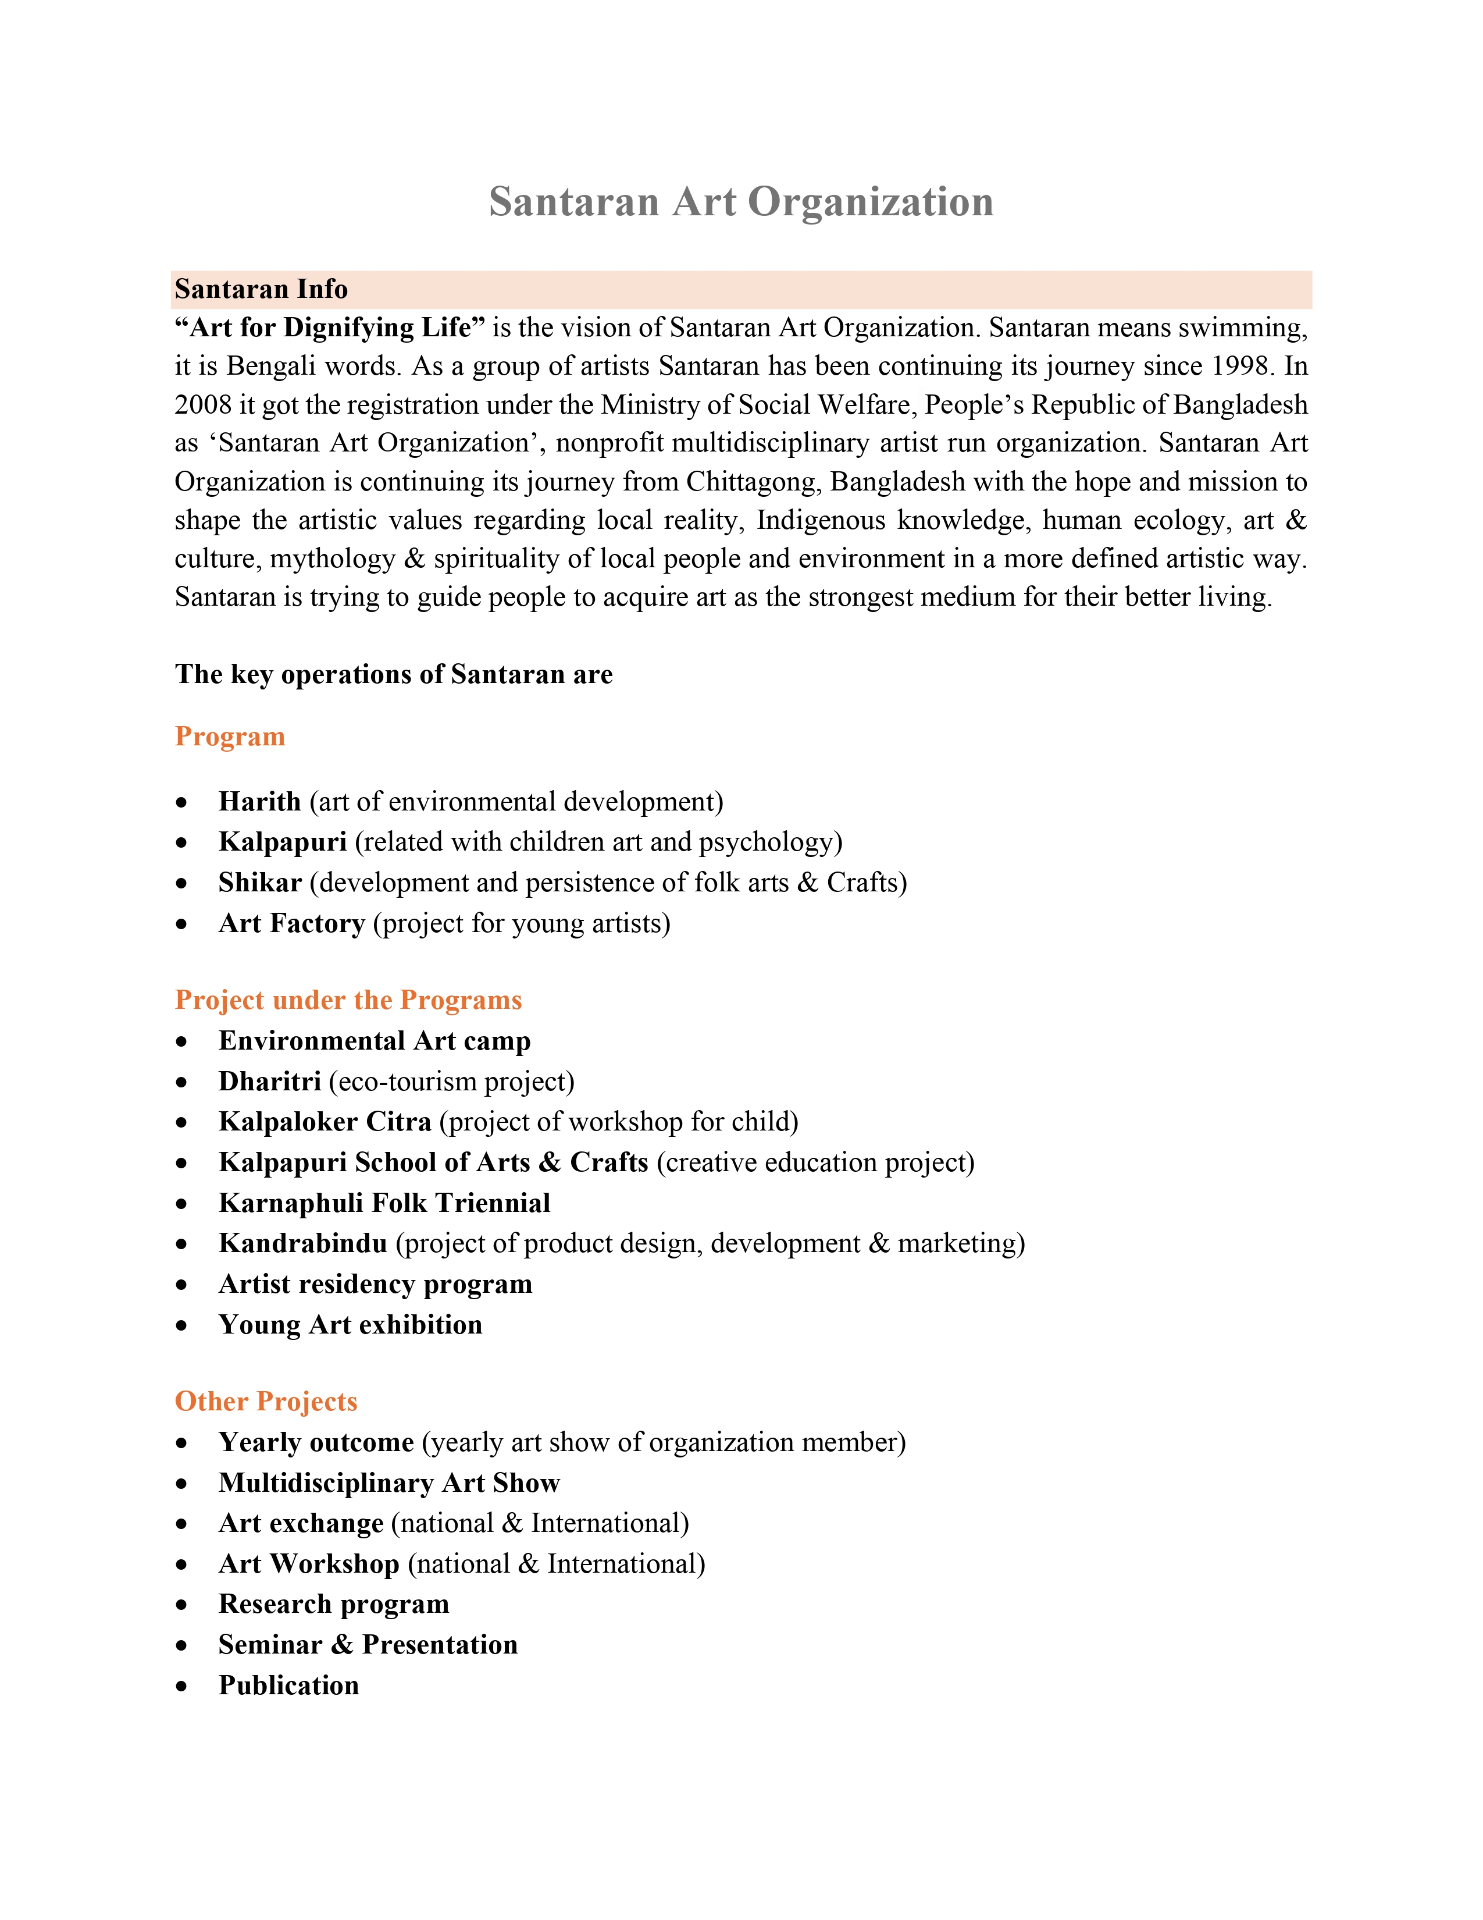 Santaran Art Organization
Santaran Info
“Art for Dignifying Life” is the vision of Santaran Art Organization. Santaran means swimming,
it is Bengali words. As a group of artists Santaran has been continuing its journey since 1998. In
2008 it got the registration under the Ministry of Social Welfare, People’s Republic of Bangladesh
as ‘Santaran Art Organization’, nonprofit multidisciplinary artist run organization. Santaran Art
Organization is continuing its journey from Chittagong, Bangladesh with the hope and mission to
shape the artistic values regarding local reality, Indigenous knowledge, human ecology, art &
culture, mythology & spirituality of local people and environment in a more defined artistic way.
Santaran is trying to guide people to acquire art as the strongest medium for their better living.
The key operations of Santaran are
Program
• Harith (art of environmental development)
• Kalpapuri (related with children art and psychology)
• Shikar (development and persistence of folk arts & Crafts)
• Art Factory (project for young artists)
Project under the Programs
• Environmental Art camp
• Dharitri (eco-tourism project)
• Kalpaloker Citra (project of workshop for child)
• Kalpapuri School of Arts & Crafts (creative education project)
• Karnaphuli Folk Triennial
• Kandrabindu (project of product design, development & marketing)
• Artist residency program
• Young Art exhibition
Other Projects
• Yearly outcome (yearly art show of organization member)
• Multidisciplinary Art Show
• Art exchange (national & International)
• Art Workshop (national & International)
• Research program
• Seminar & Presentation
• Publication